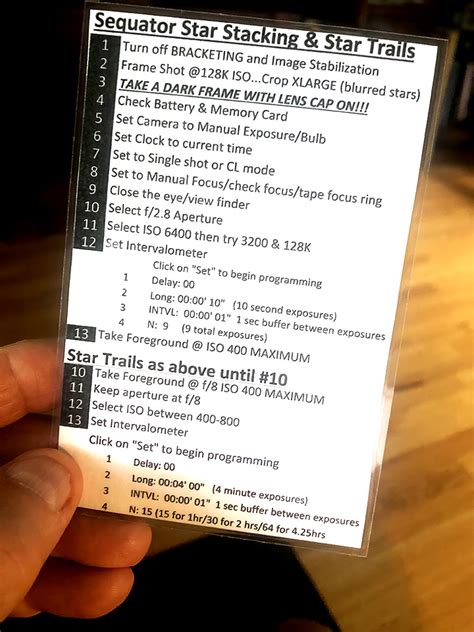 Sequator Star Stacking & Star Trails
1 Turn off BRACKETING and Image Stabilization
2 Frame Shot @128K ISO...Crop XLARGE (blurred stars)
3 TAKE A DARK FRAME WITH LENS CAP ON!!!
4 Check Battery & Memory Card
5 Set Camera to Manual Exposure/Bulb
6 Set Clock to current time
7 Set to Single shot or CL mode
8 Set to Manual Focus/check focus/tape focus ring
9 Close the eye/view finder
10 Select f/2.8 Aperture
11 Select ISO 6400 then try 3200 & 128K
12 Set Intervalometer
Click on "Set" to begin programming
1 Delay: 00
2 Long: 00:00' 10" (10 second exposures)
3 INTVL: 00:00' 01" 1 sec buffer between exposures
4 N: 9 (9 total exposures)
13 Take Foreground @ ISO 400 MAXIMUM
Star Trails as above until #10
10 Take Foreground @ f/8 ISO 400 MAXIMUM
11 Keep aperture at f/8
12 Select ISO between 400-800
13 Set Intervalometer
Click on "Set" to begin programming
1 Delay: 00
2 Long: 00:04' 00" (4 minute exposures)
3 INTVL: 00:00' 01" 1 sec buffer between exposures
4 N: 15 (15 for 1hr/30 for 2 hrs/64 for 4.25hrs